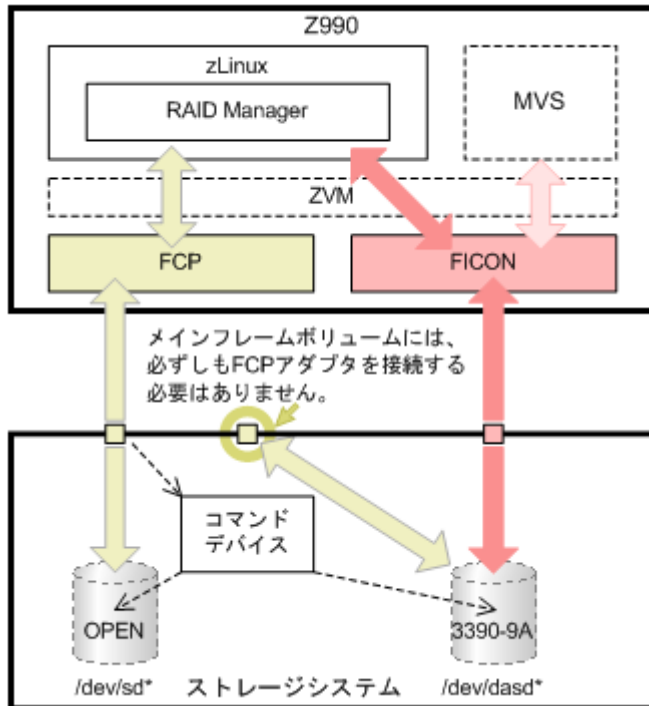 Z990
zLinux
RAID Manager
MVS
ZVM
FCP
FICON
メインフレームボリュームには、
必ずしもFCPアダプタを接続する
必要はありません。
コマンド
デバイス
OPEN
3390-9A
/dev/sd*
ストレージシステム
/dev/dasd*